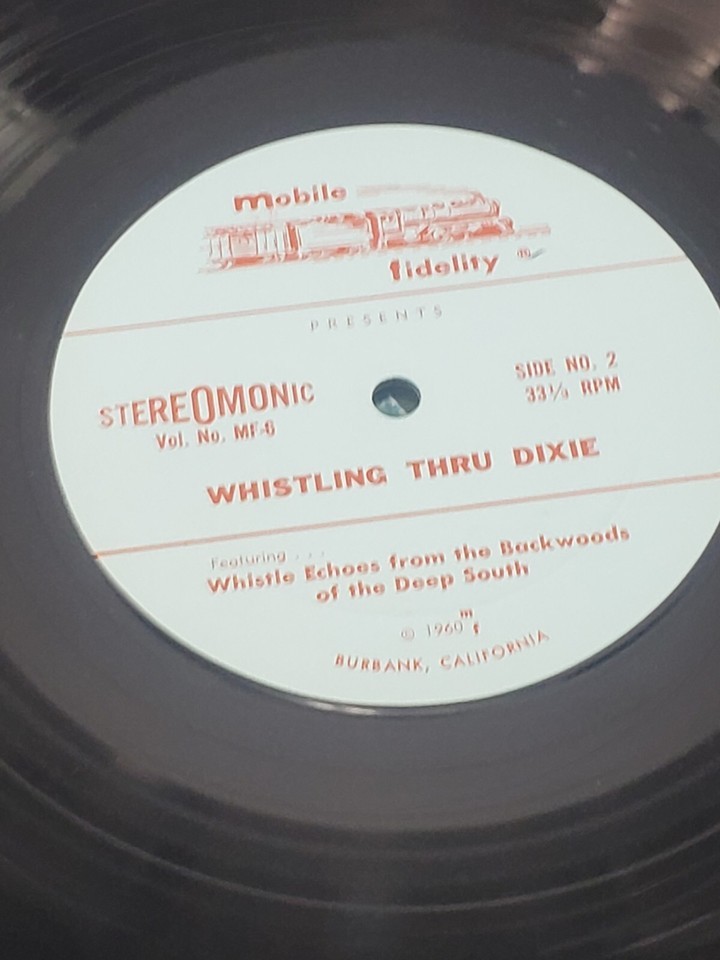 mobile
fidelity ®
PRESENTS
STEREOMONIC
Vol. No. MF-6
SIDE NO. 2
33⅓ RPM
WHISTLING THRU DIXIE
Featuring . . .
Whistle Echoes from the Backwoods
of the Deep South
© 1960 m f
BURBANK, CALIFORNIA